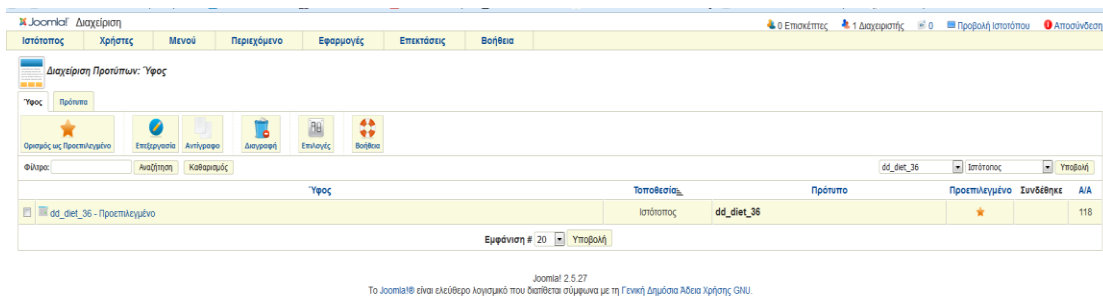 Joomla! Διαχείριση
0 Επισκέπτες 1 Διαχειριστής 0 Προβολή Ιστοτόπου Αποσύνδεση
Ιστότοπος Χρήστες Μενού Περιεχόμενο Εφαρμογές Επεκτάσεις Βοήθεια
Διαχείριση Προτύπων: Ύφος
Ύφος Πρότυπα
Ορισμός ως Προεπιλεγμένο Επεξεργασία Αντίγραφο Διαγραφή Επιλογές Βοήθεια
Φίλτρο: Αναζήτηση Καθαρισμός dd_diet_36 Ιστότοπος Υποβολή
Ύφος Τοποθεσία Πρότυπο Προεπιλεγμένο Συνδέθηκε Α/Α
dd_diet_36 - Προεπιλεγμένο Ιστότοπος dd_diet_36 118
Εμφάνιση # 20 Υποβολή
Joomla! 2.5.27
Το Joomla!® είναι ελεύθερο λογισμικό που διατίθεται σύμφωνα με τη Γενική Δημόσια Άδεια Χρήσης GNU.